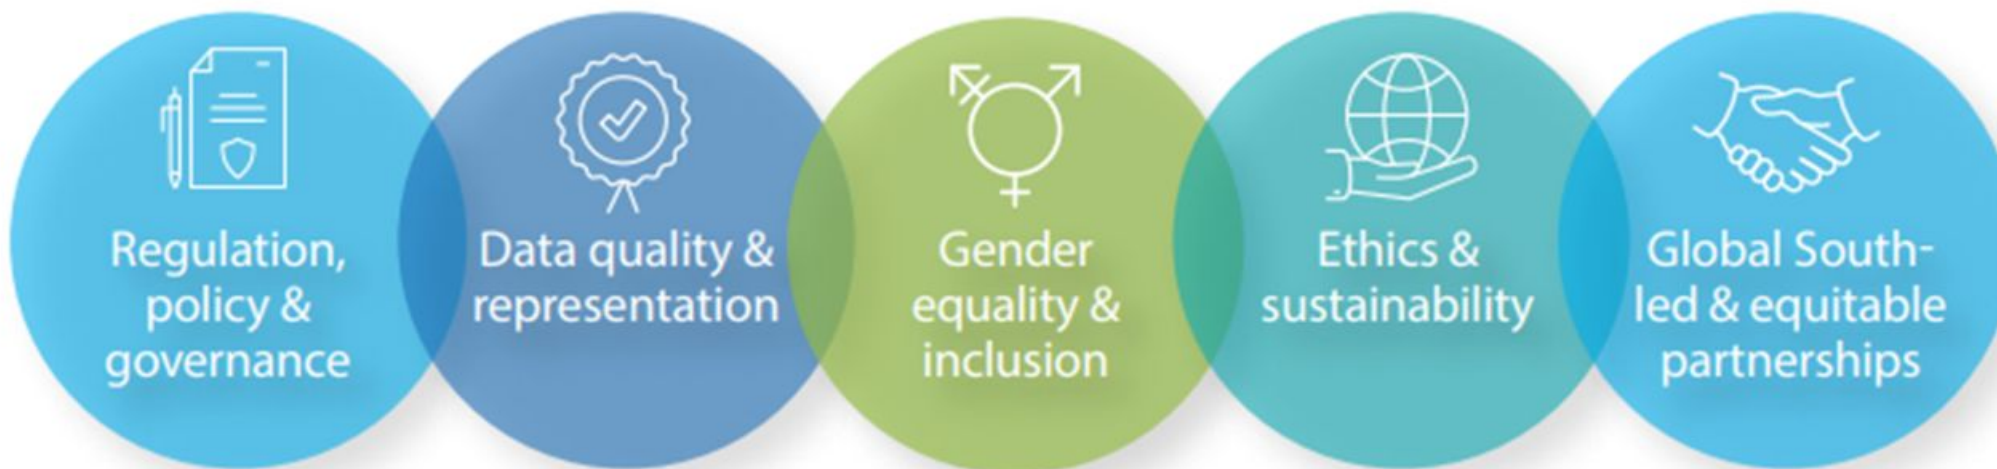 Regulation,
policy &
governance
Data quality &
representation
Gender
equality &
inclusion
Ethics &
sustainability
Global South-
led & equitable
partnerships